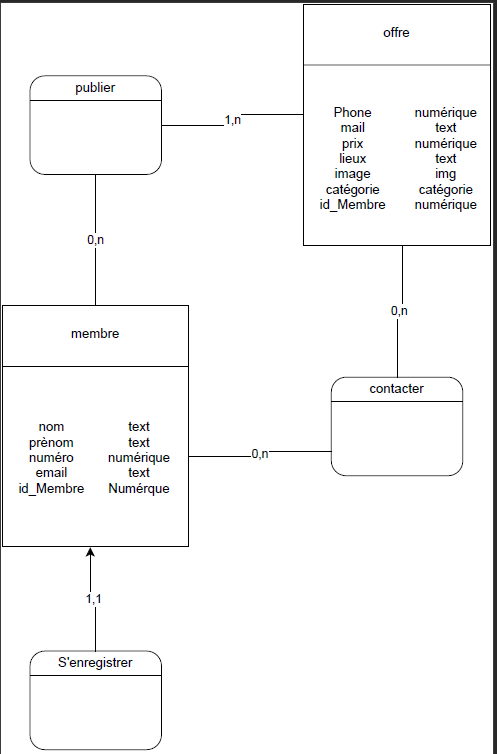 offre
publier
1,n
Phone numérique
mail text
prix numérique
lieux text
image img
catégorie catégorie
id_Membre numérique
0,n
0,n
membre
contacter
nom text
prènom text
numéro numérique
email text
id_Membre Numérque
0,n
1,1
S'enregistrer